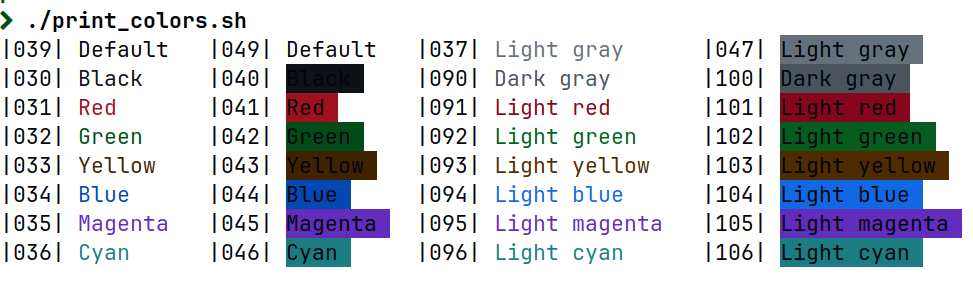 ❯ ./print_colors.sh
|039| Default |049| Default |037| Light gray |047| Light gray
|030| Black |040| Black |090| Dark gray |100| Dark gray
|031| Red |041| Red |091| Light red |101| Light red
|032| Green |042| Green |092| Light green |102| Light green
|033| Yellow |043| Yellow |093| Light yellow |103| Light yellow
|034| Blue |044| Blue |094| Light blue |104| Light blue
|035| Magenta |045| Magenta |095| Light magenta |105| Light magenta
|036| Cyan |046| Cyan |096| Light cyan |106| Light cyan